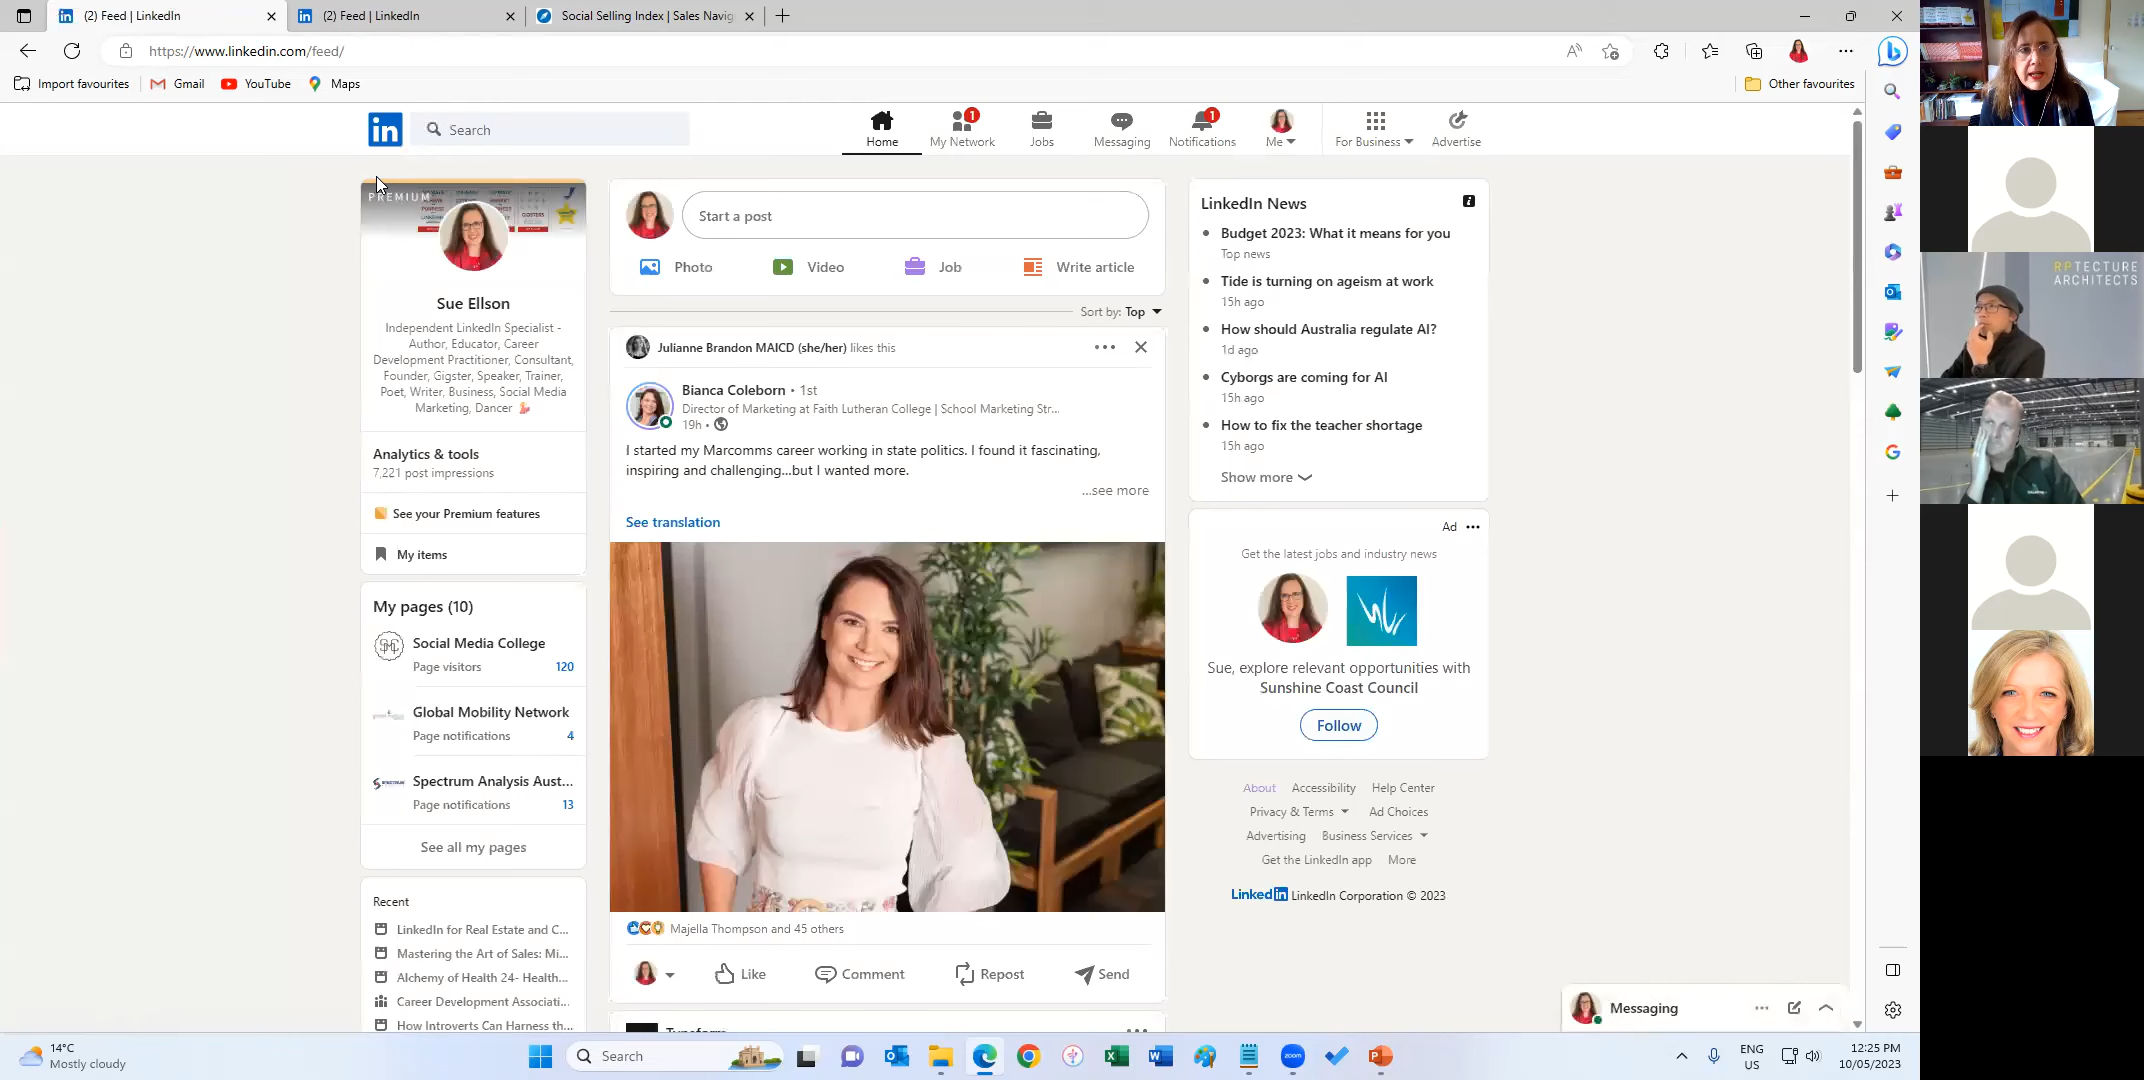 (2) Feed | LinkedIn
(2) Feed | LinkedIn
Social Selling Index | Sales Navig
https://www.linkedin.com/feed/
Import favourites
Gmail
YouTube
Maps
Other favourites
in
Search
1
1
Home
My Network
Jobs
Messaging
Notifications
Me
For Business
Advertise
PREMIUM
Sue Ellson
Independent LinkedIn Specialist -
Author, Educator, Career
Development Practitioner, Consultant,
Founder, Gigster, Speaker, Trainer,
Poet, Writer, Business, Social Media
Marketing, Dancer 💃
Analytics & tools
7,221 post impressions
See your Premium features
My items
My pages (10)
Social Media College
Page visitors 120
Global Mobility Network
Page notifications 4
Spectrum Analysis Aust...
Page notifications 13
See all my pages
Recent
LinkedIn for Real Estate and C...
Mastering the Art of Sales: Mi...
Alchemy of Health 24- Health...
Career Development Associati...
How Introverts Can Harness th...
Start a post
Photo
Video
Job
Write article
Sort by: Top
Julianne Brandon MAICD (she/her) likes this
Bianca Coleborn • 1st
Director of Marketing at Faith Lutheran College | School Marketing Str...
19h •
I started my Marcomms career working in state politics. I found it fascinating,
inspiring and challenging...but I wanted more.
...see more
See translation
Majella Thompson and 45 others
Like
Comment
Repost
Send
Typeform
LinkedIn News
Budget 2023: What it means for you
Top news
Tide is turning on ageism at work
15h ago
How should Australia regulate AI?
1d ago
Cyborgs are coming for AI
15h ago
How to fix the teacher shortage
15h ago
Show more
Ad
Get the latest jobs and industry news
Sue, explore relevant opportunities with
Sunshine Coast Council
Follow
About Accessibility Help Center
Privacy & Terms Ad Choices
Advertising Business Services
Get the LinkedIn app More
LinkedIn LinkedIn Corporation © 2023
Messaging
RPTECTURE
ARCHITECTS
14°C
Mostly cloudy
Search
zoom
ENG
US
12:25 PM
10/05/2023